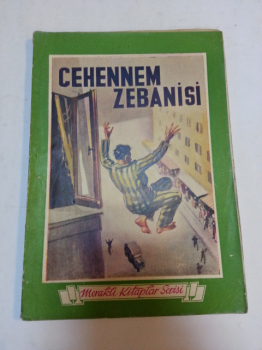 CEHENNEM
ZEBANİSİ
Meraklı Kitaplar Serisi